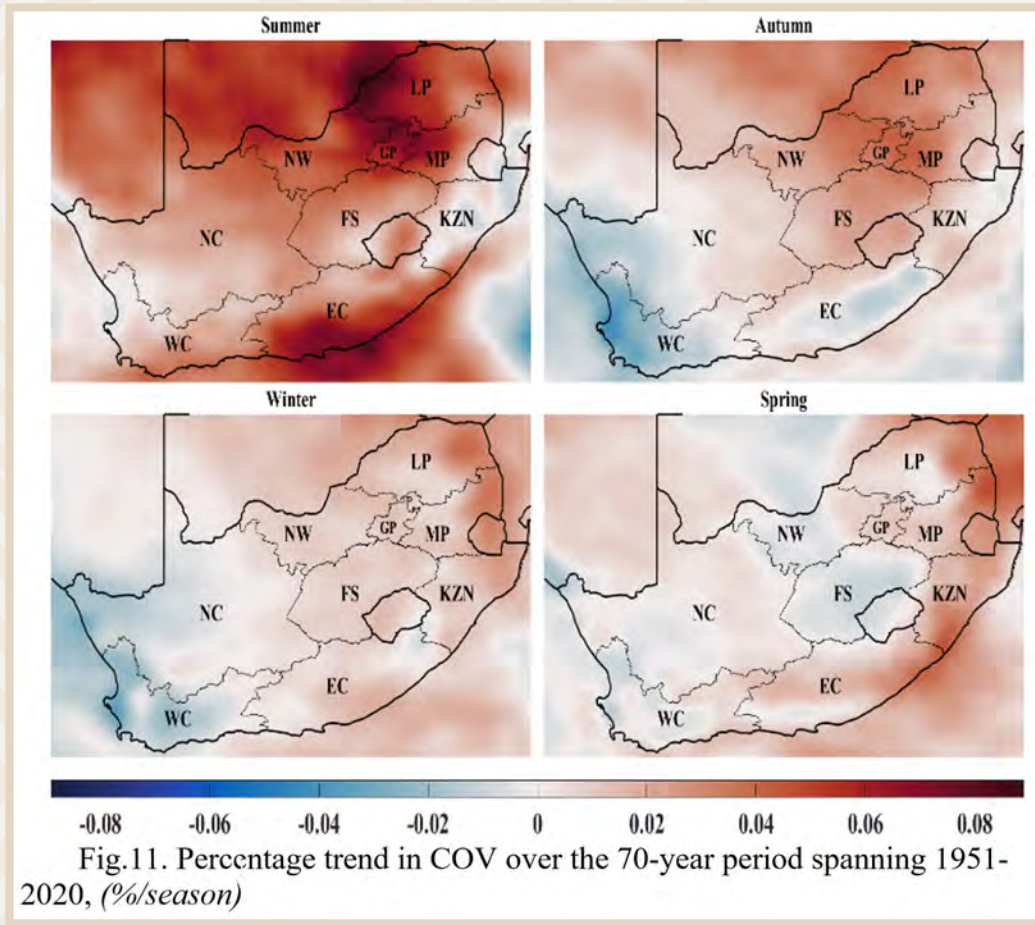 Summer
Autumn
LP
NW
GP
MP
FS
KZN
NC
EC
WC
LP
NW
GP
MP
FS
KZN
NC
EC
WC
Winter
Spring
LP
NW
GP
MP
FS
KZN
NC
EC
WC
LP
NW
GP
MP
FS
KZN
NC
EC
WC
-0.08 -0.06 -0.04 -0.02 0 0.02 0.04 0.06 0.08
Fig.11. Percentage trend in COV over the 70-year period spanning 1951-
2020, (%/season)